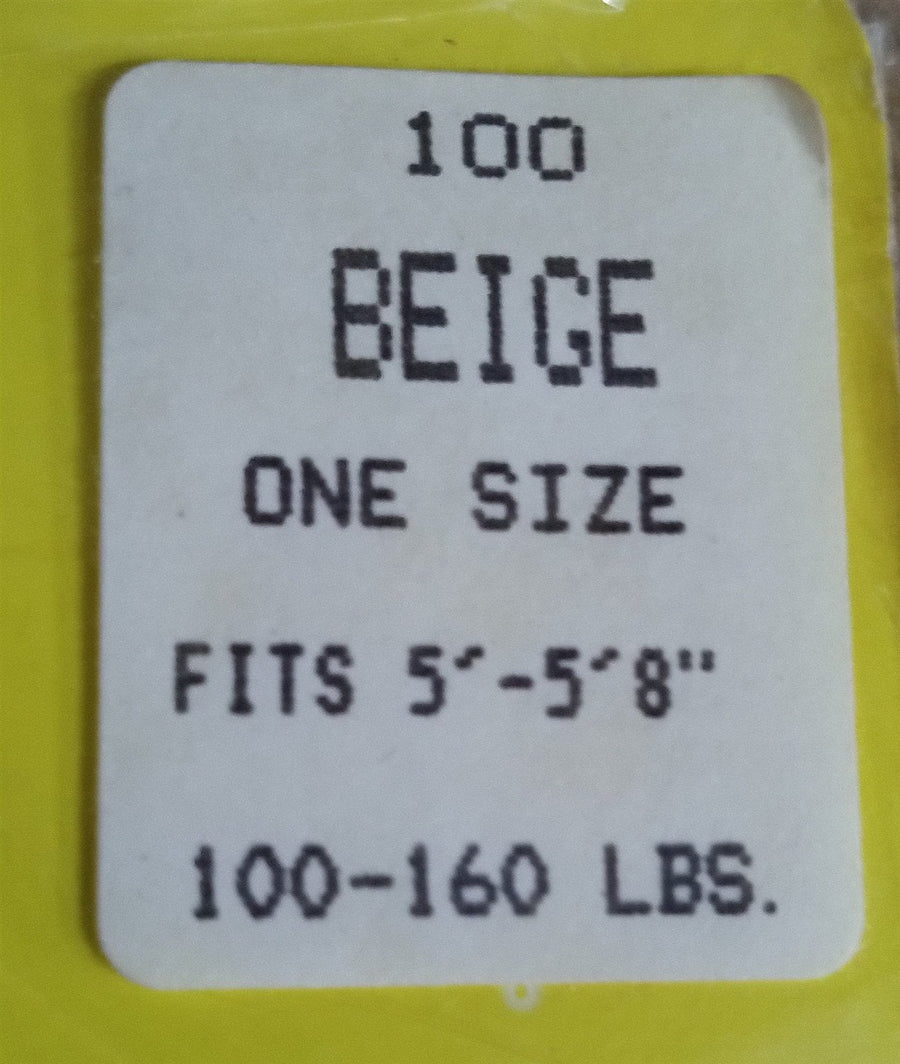 100
BEIGE
ONE SIZE
FITS 5´-5´8"
100-160 LBS.